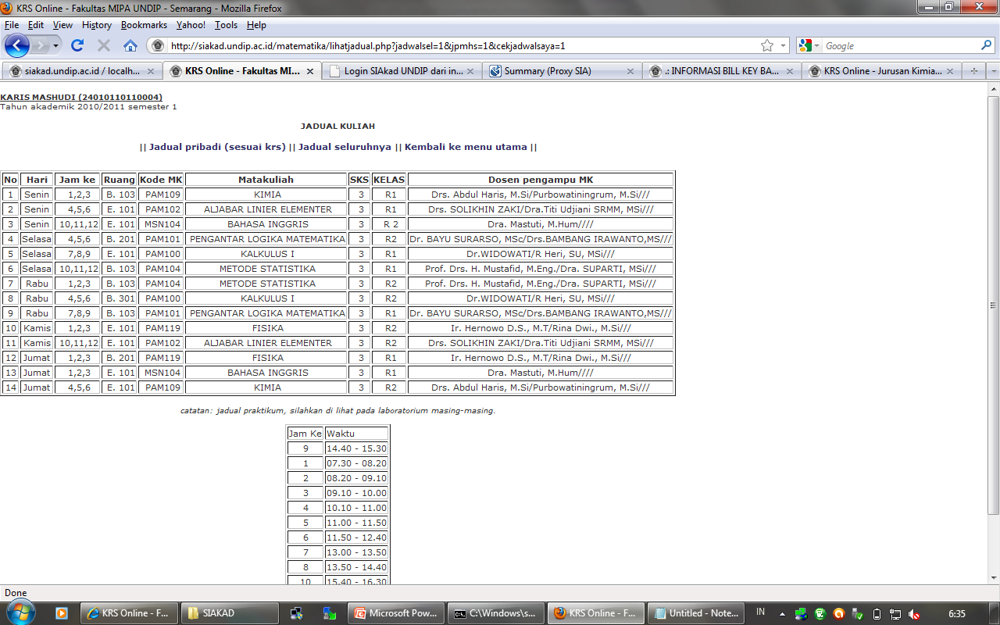 KRS Online - Fakultas MIPA UNDIP - Semarang - Mozilla Firefox
File Edit View History Bookmarks Yahoo! Tools Help
http://siakad.undip.ac.id/matematika/lihatjadual.php?jadwalsel=1&jpmhs=1&cekjadwalsaya=1 Google
siakad.undip.ac.id / localh... KRS Online - Fakultas MI... Login SIAkad UNDIP dari in... Summary (Proxy SIA) .: INFORMASI BILL KEY BA... KRS Online - Jurusan Kimia...
KARIS MASHUDI (24010110110004)
Tahun akademik 2010/2011 semester 1
JADUAL KULIAH
|| Jadual pribadi (sesuai krs) || Jadual seluruhnya || Kembali ke menu utama ||
No Hari Jam ke Ruang Kode MK Matakuliah SKS KELAS Dosen pengampu MK
1 Senin 1,2,3 B. 103 PAM109 KIMIA 3 R1 Drs. Abdul Haris, M.Si/Purbowatiningrum, M.Si///
2 Senin 4,5,6 E. 101 PAM102 ALJABAR LINIER ELEMENTER 3 R1 Drs. SOLIKHIN ZAKI/Dra.Titi Udjiani SRMM, MSi///
3 Senin 10,11,12 E. 101 MSN104 BAHASA INGGRIS 3 R 2 Dra. Mastuti, M.Hum////
4 Selasa 4,5,6 B. 201 PAM101 PENGANTAR LOGIKA MATEMATIKA 3 R2 Dr. BAYU SURARSO, MSc/Drs.BAMBANG IRAWANTO,MS///
5 Selasa 7,8,9 E. 101 PAM100 KALKULUS I 3 R1 Dr.WIDOWATI/R Heri, SU, MSi///
6 Selasa 10,11,12 B. 103 PAM104 METODE STATISTIKA 3 R1 Prof. Drs. H. Mustafid, M.Eng./Dra. SUPARTI, MSi///
7 Rabu 1,2,3 B. 103 PAM104 METODE STATISTIKA 3 R2 Prof. Drs. H. Mustafid, M.Eng./Dra. SUPARTI, MSi///
8 Rabu 4,5,6 B. 301 PAM100 KALKULUS I 3 R2 Dr.WIDOWATI/R Heri, SU, MSi///
9 Rabu 7,8,9 B. 103 PAM101 PENGANTAR LOGIKA MATEMATIKA 3 R1 Dr. BAYU SURARSO, MSc/Drs.BAMBANG IRAWANTO,MS///
10 Kamis 1,2,3 E. 101 PAM119 FISIKA 3 R2 Ir. Hernowo D.S., M.T/Rina Dwi., M.Si///
11 Kamis 10,11,12 E. 101 PAM102 ALJABAR LINIER ELEMENTER 3 R2 Drs. SOLIKHIN ZAKI/Dra.Titi Udjiani SRMM, MSi///
12 Jumat 1,2,3 B. 201 PAM119 FISIKA 3 R1 Ir. Hernowo D.S., M.T/Rina Dwi., M.Si///
13 Jumat 1,2,3 E. 101 MSN104 BAHASA INGGRIS 3 R1 Dra. Mastuti, M.Hum////
14 Jumat 4,5,6 E. 101 PAM109 KIMIA 3 R2 Drs. Abdul Haris, M.Si/Purbowatiningrum, M.Si///
catatan: jadual praktikum, silahkan di lihat pada laboratorium masing-masing.
Jam Ke Waktu
9 14.40 - 15.30
1 07.30 - 08.20
2 08.20 - 09.10
3 09.10 - 10.00
4 10.10 - 11.00
5 11.00 - 11.50
6 11.50 - 12.40
7 13.00 - 13.50
8 13.50 - 14.40
10 15.40 - 16.30
Done
KRS Online - F... SIAKAD Microsoft Pow... C:\Windows\s... KRS Online - F... Untitled - Note... IN 6:35